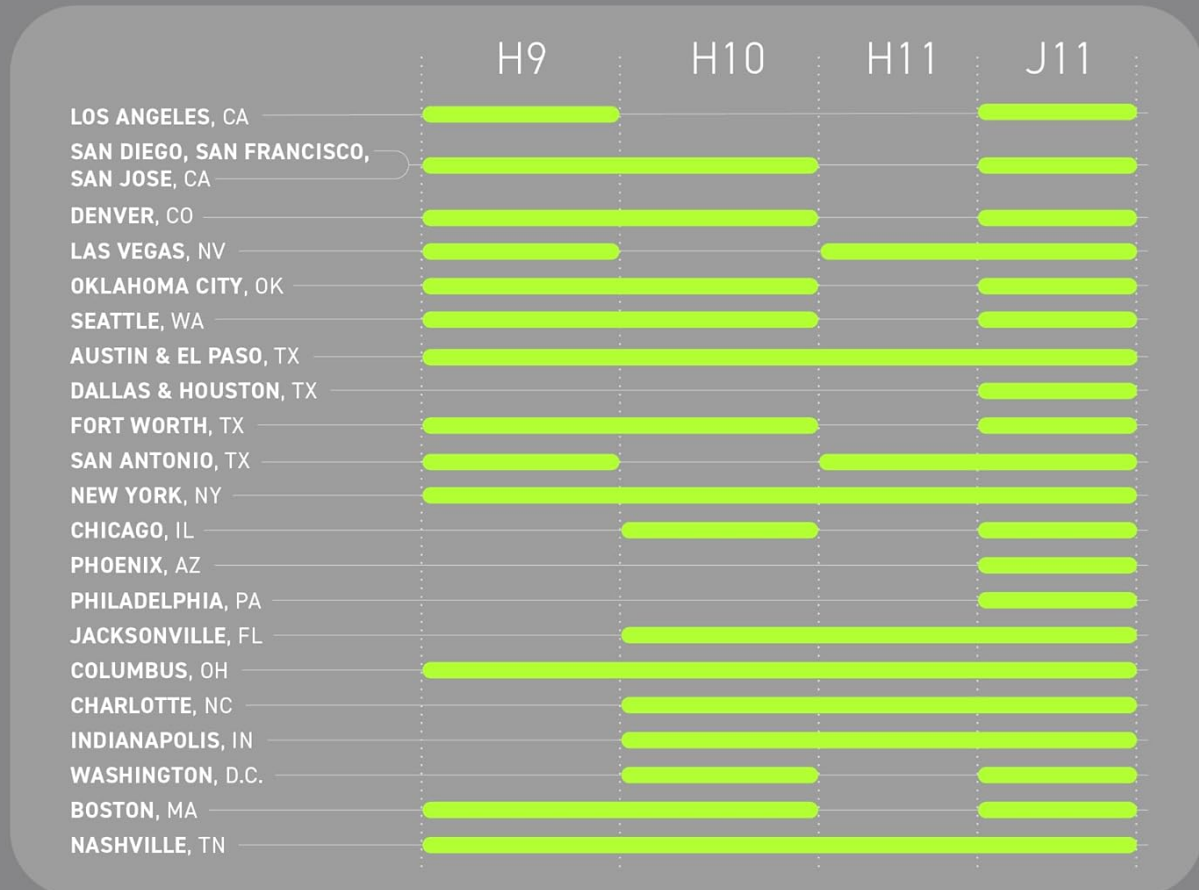 H9 H10 H11 J11
LOS ANGELES, CA
SAN DIEGO, SAN FRANCISCO,
SAN JOSE, CA
DENVER, CO
LAS VEGAS, NV
OKLAHOMA CITY, OK
SEATTLE, WA
AUSTIN & EL PASO, TX
DALLAS & HOUSTON, TX
FORT WORTH, TX
SAN ANTONIO, TX
NEW YORK, NY
CHICAGO, IL
PHOENIX, AZ
PHILADELPHIA, PA
JACKSONVILLE, FL
COLUMBUS, OH
CHARLOTTE, NC
INDIANAPOLIS, IN
WASHINGTON, D.C.
BOSTON, MA
NASHVILLE, TN